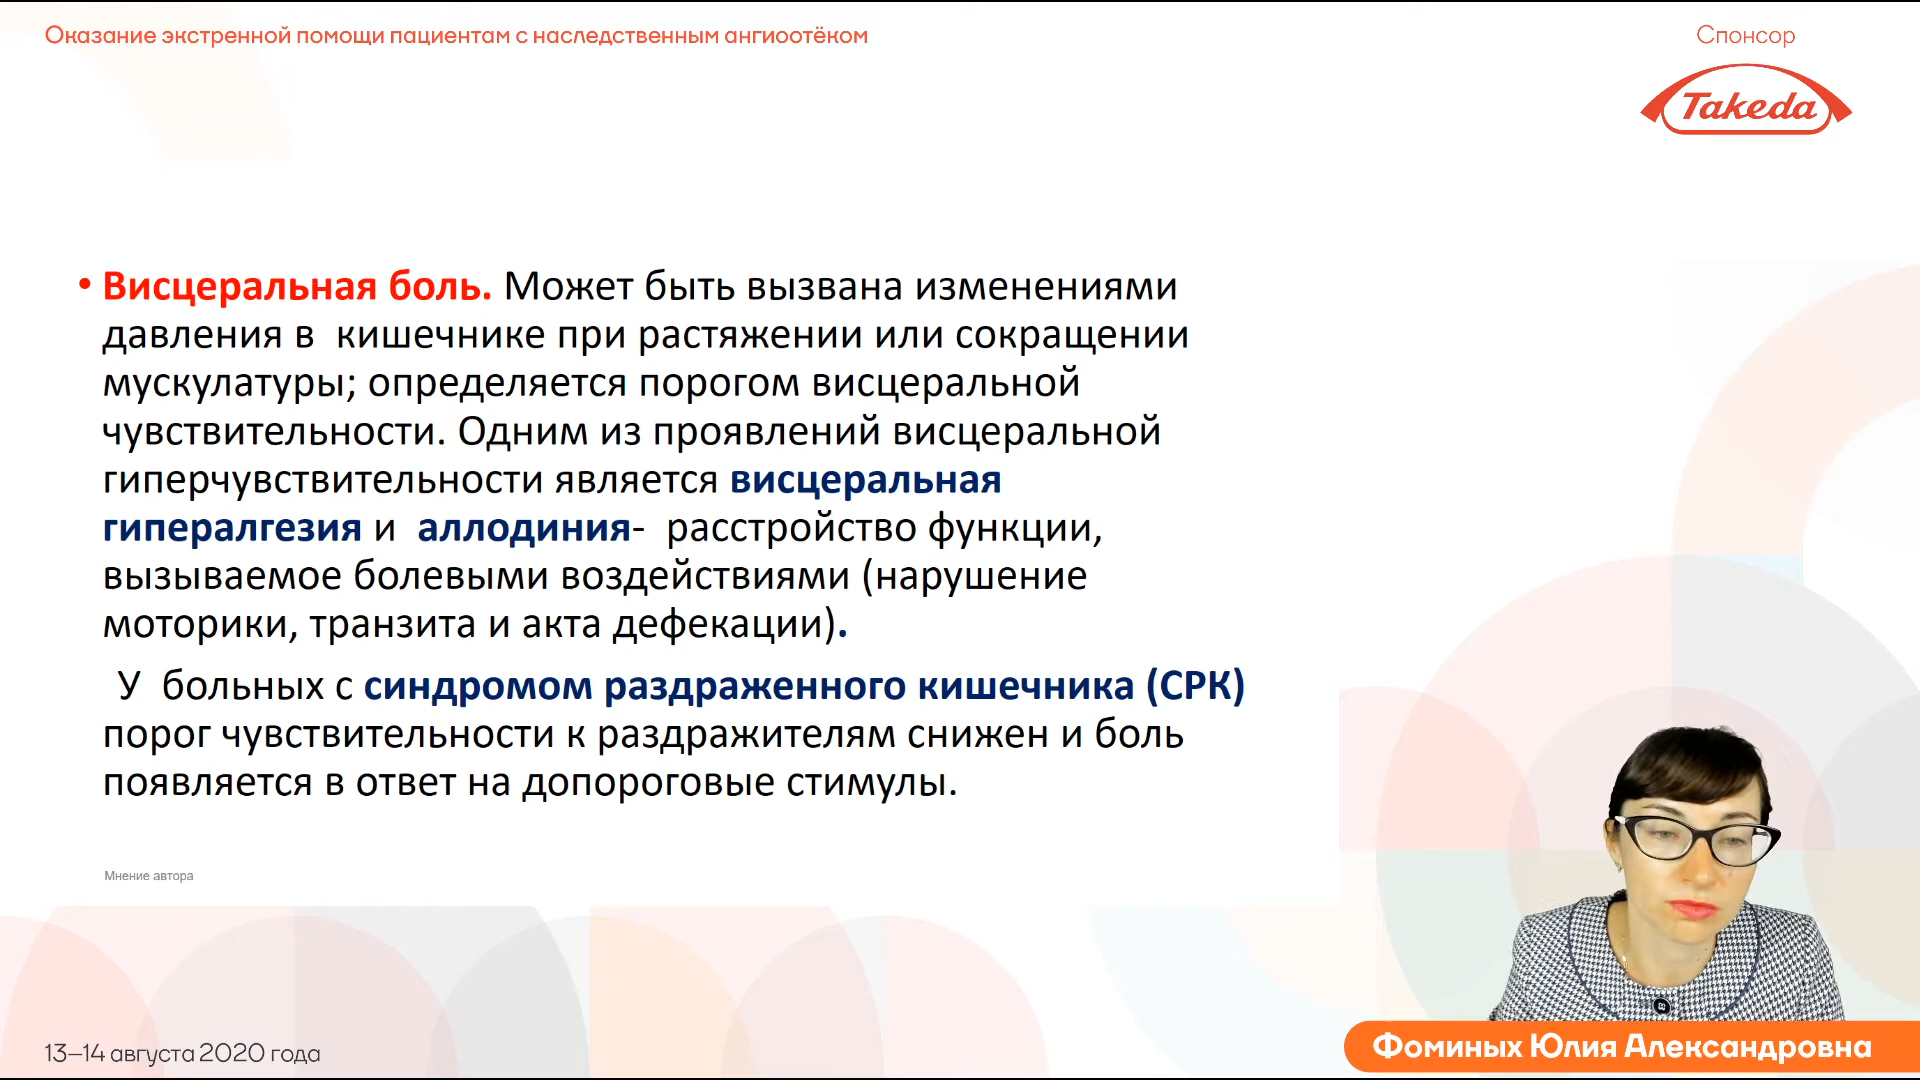 Оказание экстренной помощи пациентам с наследственным ангиоотёком
Спонсор
Takeda
• Висцеральная боль. Может быть вызвана изменениями
давления в  кишечнике при растяжении или сокращении
мускулатуры; определяется порогом висцеральной
чувствительности. Одним из проявлений висцеральной
гиперчувствительности является висцеральная
гипералгезия и  аллодиния-  расстройство функции,
вызываемое болевыми воздействиями (нарушение
моторики, транзита и акта дефекации).
У  больных с синдромом раздраженного кишечника (СРК)
порог чувствительности к раздражителям снижен и боль
появляется в ответ на допороговые стимулы.
Мнение автора
13–14 августа 2020 года
Фоминых Юлия Александровна